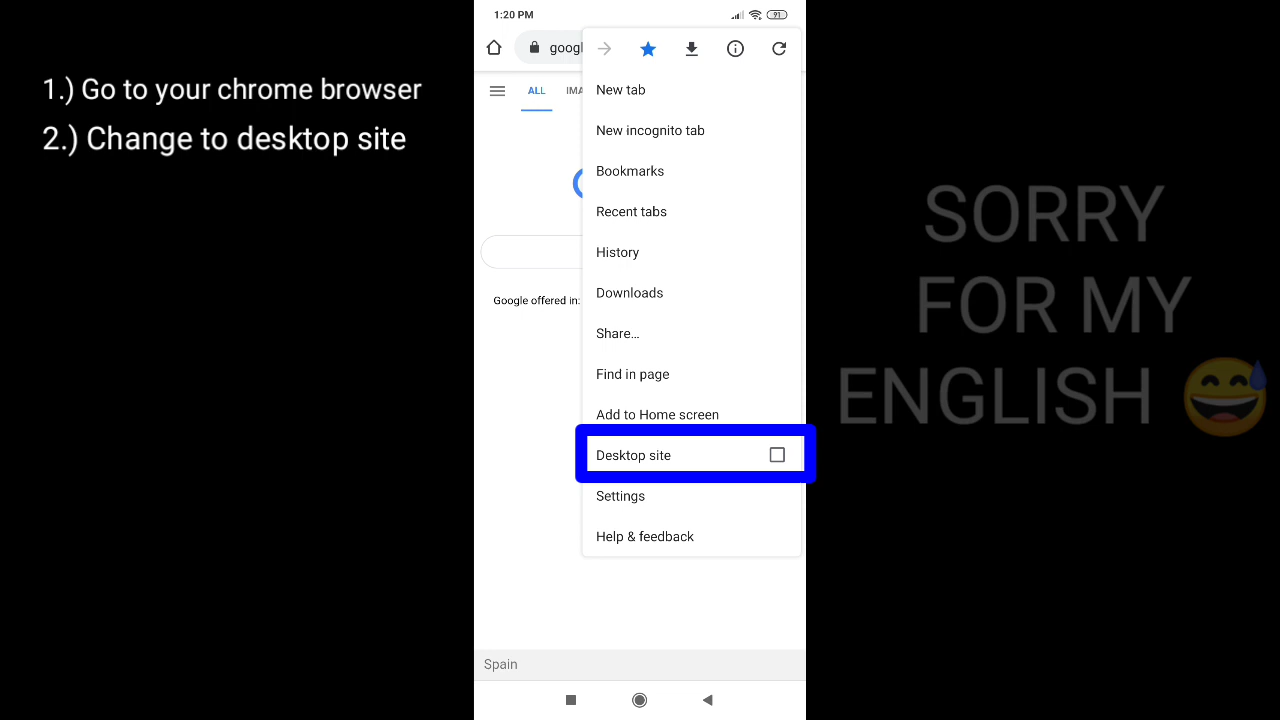 1.) Go to your chrome browser
2.) Change to desktop site
1:20 PM
91
googl
ALL
IMA
New tab
New incognito tab
Bookmarks
Recent tabs
History
Downloads
Google offered in:
Share...
Find in page
Add to Home screen
Desktop site
Settings
Help & feedback
Spain
SORRY
FOR MY
ENGLISH 😅